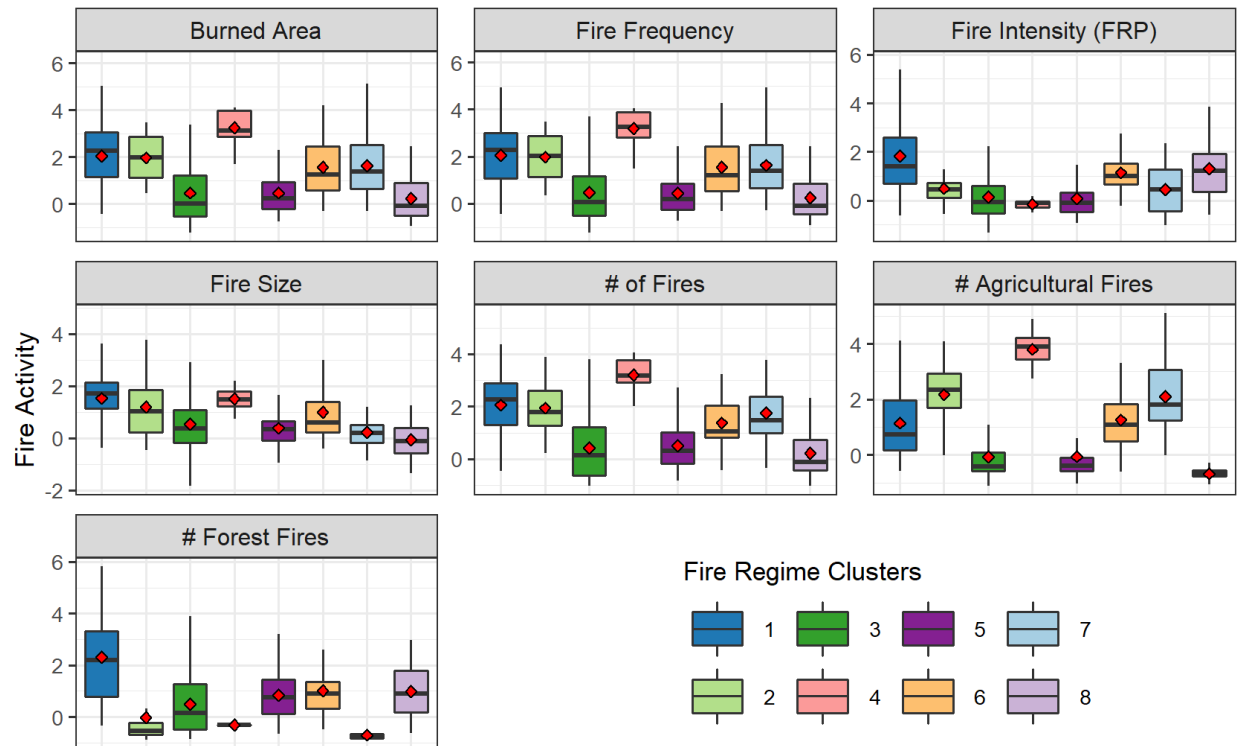 Burned Area
Fire Frequency
Fire Intensity (FRP)
6
4
2
0
6
4
2
0
6
4
2
0
Fire Size
# of Fires
# Agricultural Fires
Fire Activity
4
2
0
-2
4
2
0
4
2
0
# Forest Fires
6
4
2
0
Fire Regime Clusters
1 3 5 7
2 4 6 8